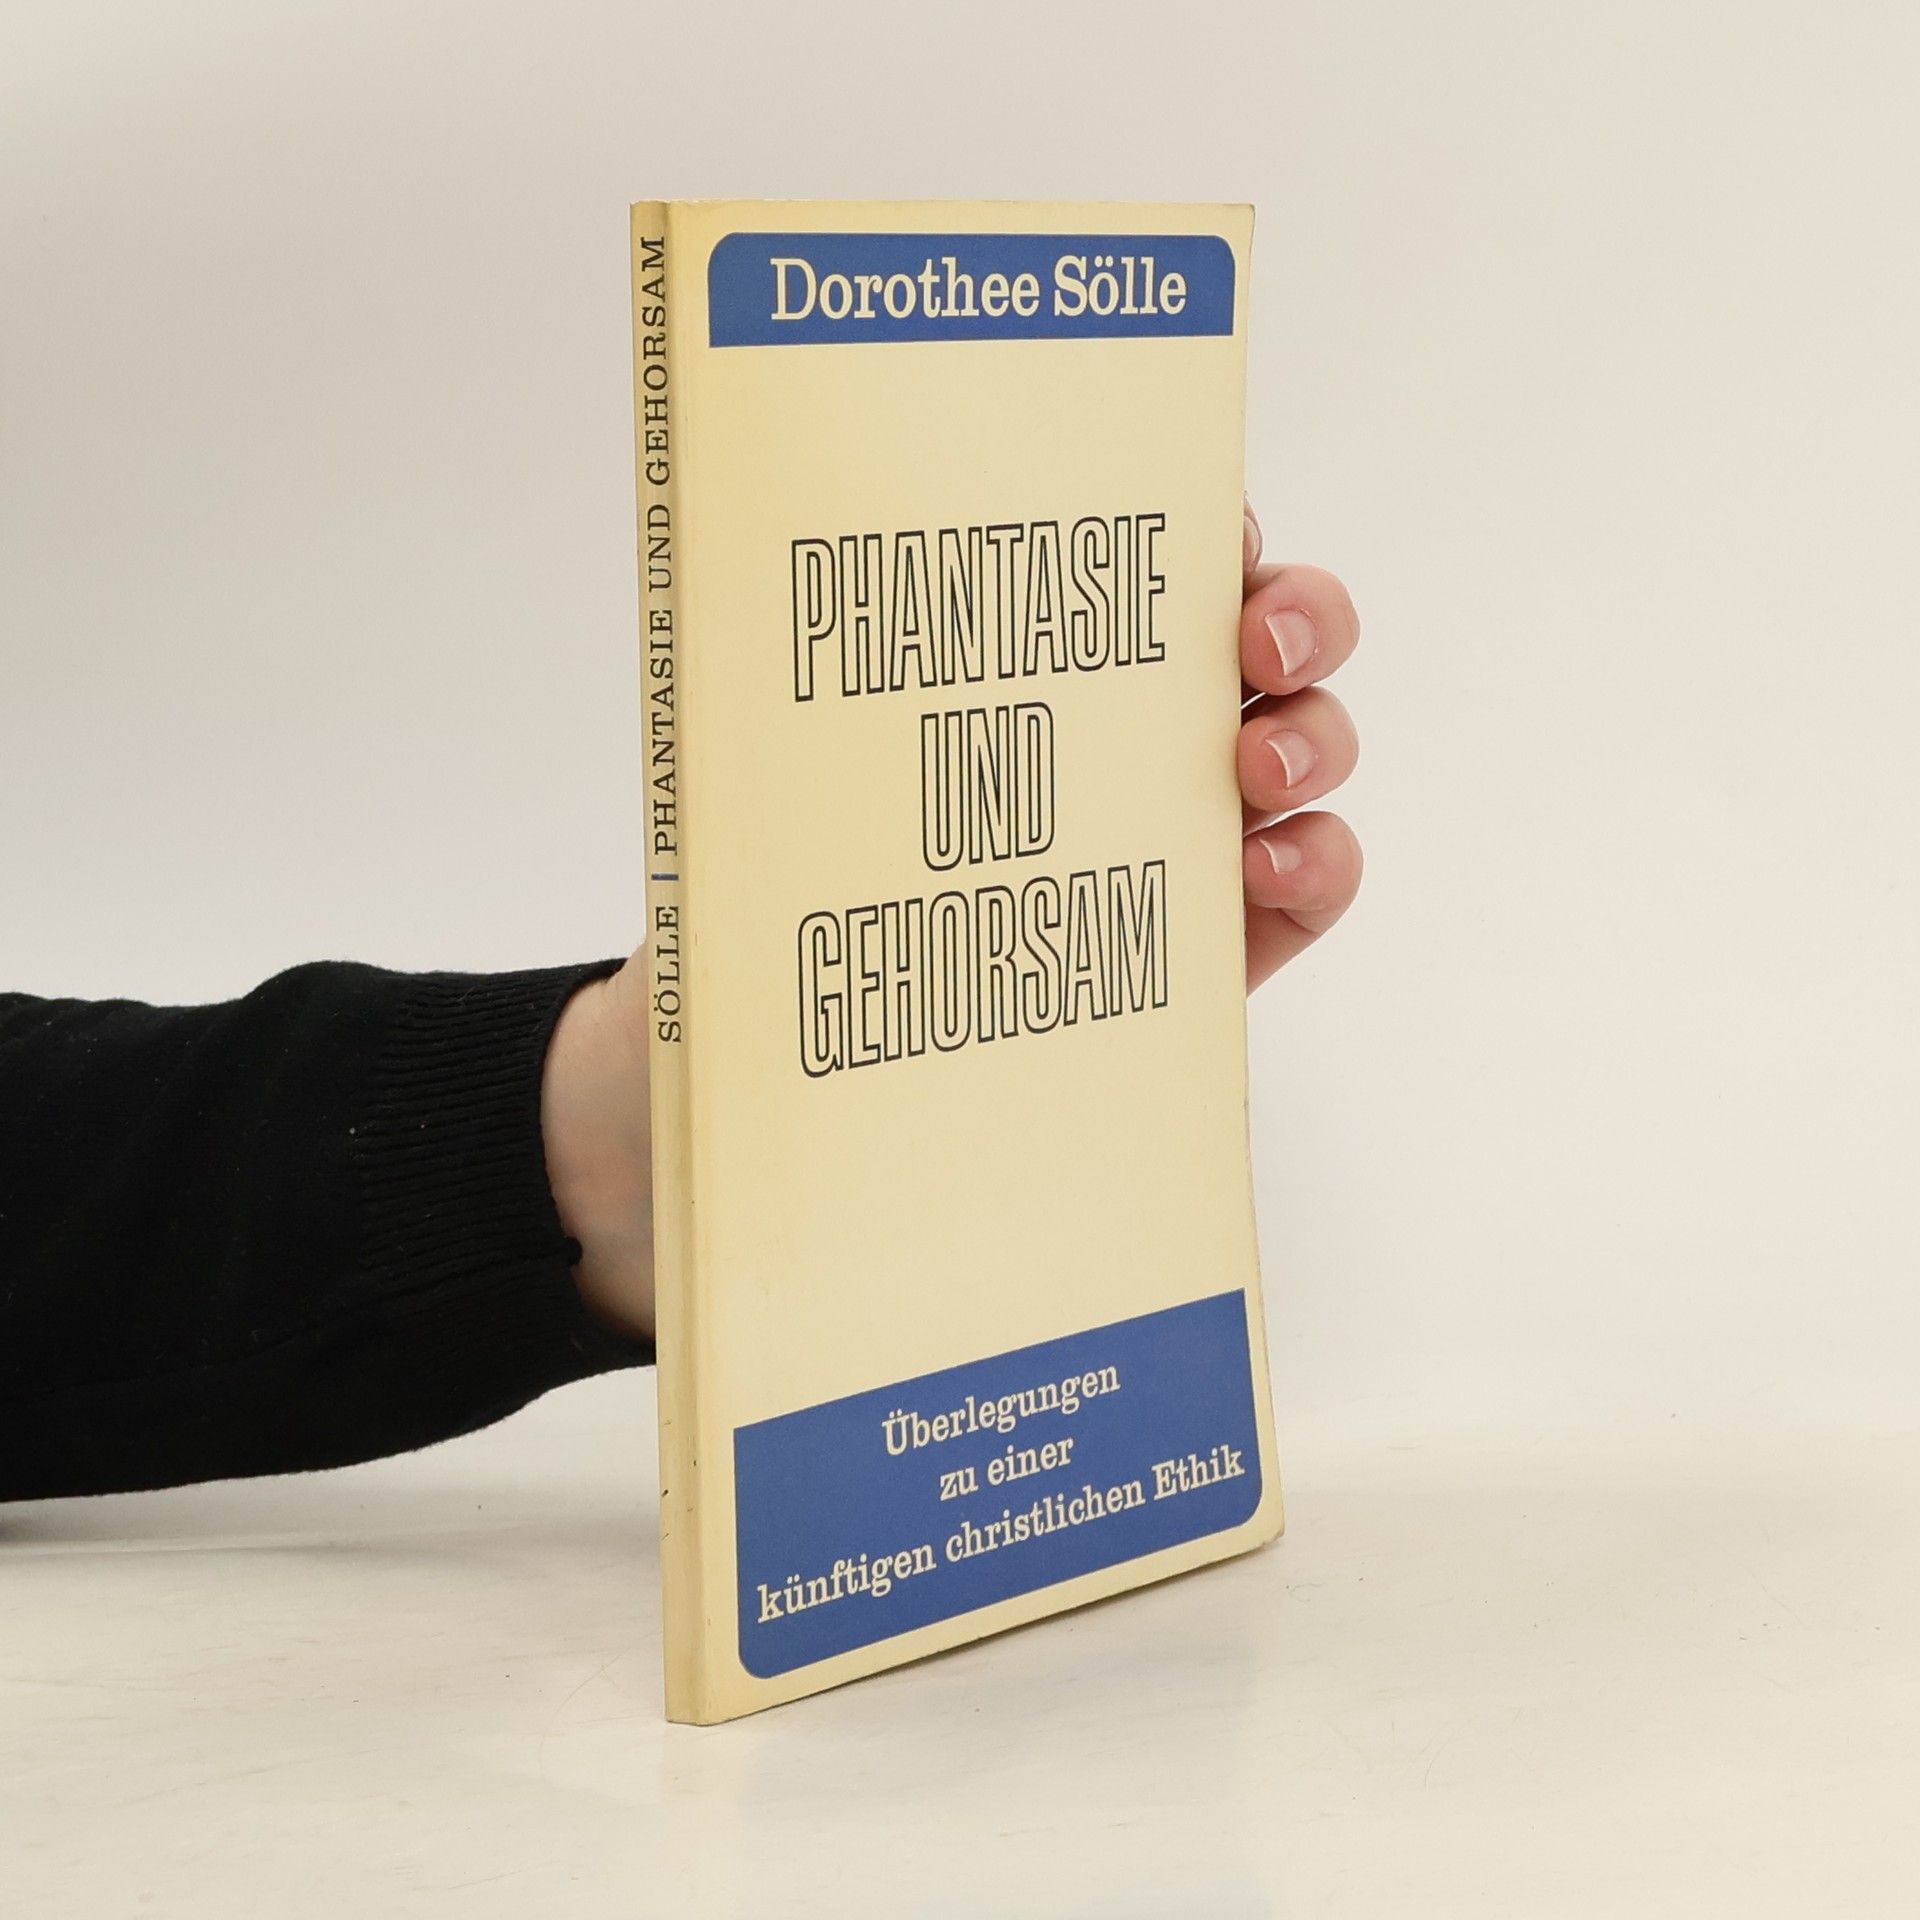 SÖLLE | PHANTASIE UND GEHORSAM
Dorothee Sölle
PHANTASIE
UND
GEHORSAM
Überlegungen
zu einer
künftigen christlichen Ethik